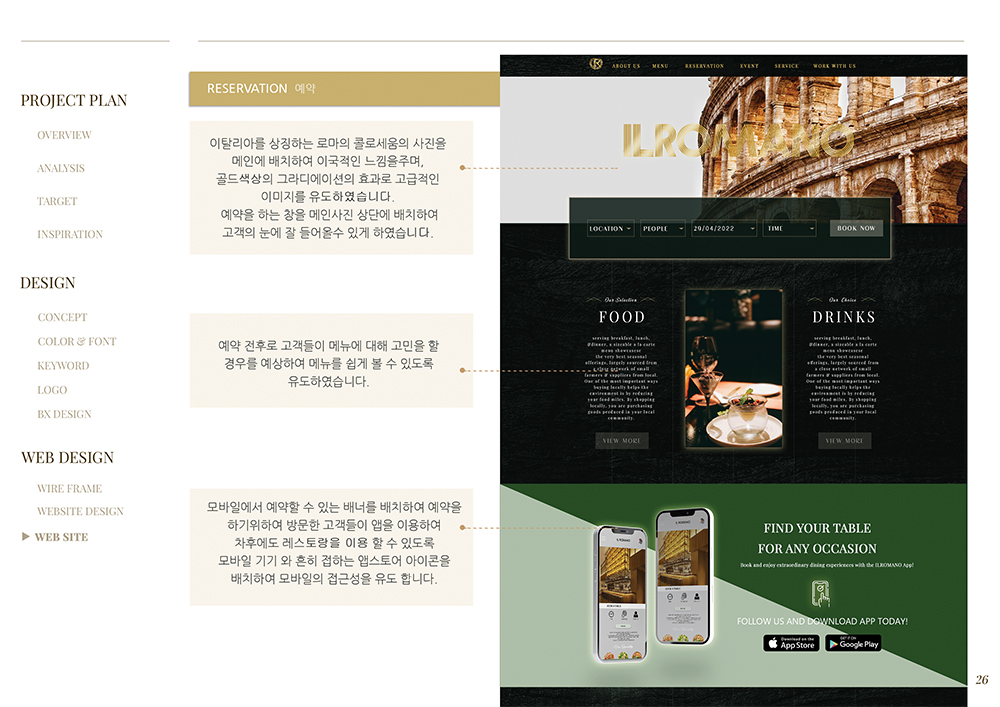 PROJECT PLAN
OVERVIEW
ANALYSIS
TARGET
INSPIRATION
DESIGN
CONCEPT
COLOR & FONT
KEYWORD
LOGO
BX DESIGN
WEB DESIGN
WIRE FRAME
WEBSITE DESIGN
▶ WEB SITE
RESERVATION 예약
이탈리아를 상징하는 로마의 콜로세움의 사진을
메인에 배치하여 이국적인 느낌을주며,
골드색상의 그라디에이션의 효과로 고급적인
이미지를 유도하였습니다.
예약을 하는 창을 메인사진 상단에 배치하여
고객의 눈에 잘 들어올수 있게 하였습니다.
예약 전후로 고객들이 메뉴에 대해 고민을 할
경우를 예상하여 메뉴를 쉽게 볼 수 있도록
유도하였습니다.
모바일에서 예약할 수 있는 배너를 배치하여 예약을
하기위하여 방문한 고객들이 앱을 이용하여
차후에도 레스토랑을 이용 할 수 있도록
모바일 기기 와 흔히 접하는 앱스토어 아이콘을
배치하여 모바일의 접근성을 유도 합니다.
ABOUT US MENU RESERVATION EVENT SERVICE WORK WITH US
ILROMANO
LOCATION PEOPLE 29/04/2022 TIME BOOK NOW
Our Selection
FOOD
serving breakfast, lunch,
&dinner, a sizeable a la carte
menu showcasesr
the very best seasonal
offerings, largely sourced from
a close network of small
farmers & suppliers from local.
One of the most important ways
buying locally helps the
environment is by reducing
your food miles. By shopping
locally, you are purchasing
goods produced in your local
community.
VIEW MORE
Our Choice
DRINKS
serving breakfast, lunch,
&dinner, a sizeable a la carte
menu showcasesr
the very best seasonal
offerings, largely sourced from
a close network of small
farmers & suppliers from local.
One of the most important ways
buying locally helps the
environment is by reducing
your food miles. By shopping
locally, you are purchasing
goods produced in your local
community.
VIEW MORE
ILROMANO
ILROMANO
FIND YOUR TABLE
FOR ANY OCCASION
Book and enjoy extraordinary dining experiences with the ILROMANO App!
FOLLOW US AND DOWNLOAD APP TODAY!
Download on the
App Store
GET IT ON
Google Play
26